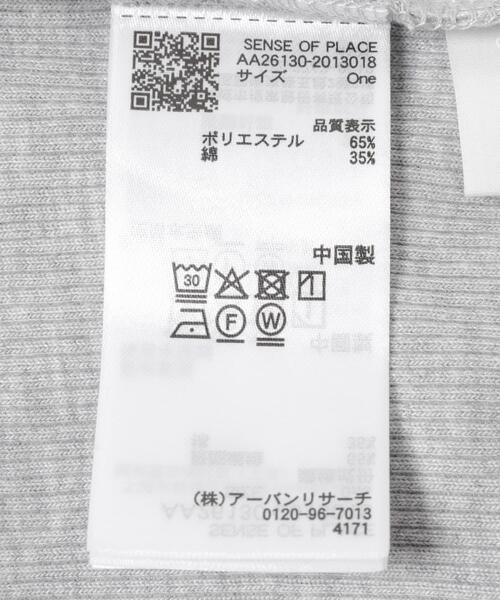 SENSE OF PLACE
AA26130-2013018
サイズ One
品質表示
ポリエステル 65%
綿 35%
中国製
30
F W
(株)アーバンリサーチ
0120-96-7013
4171